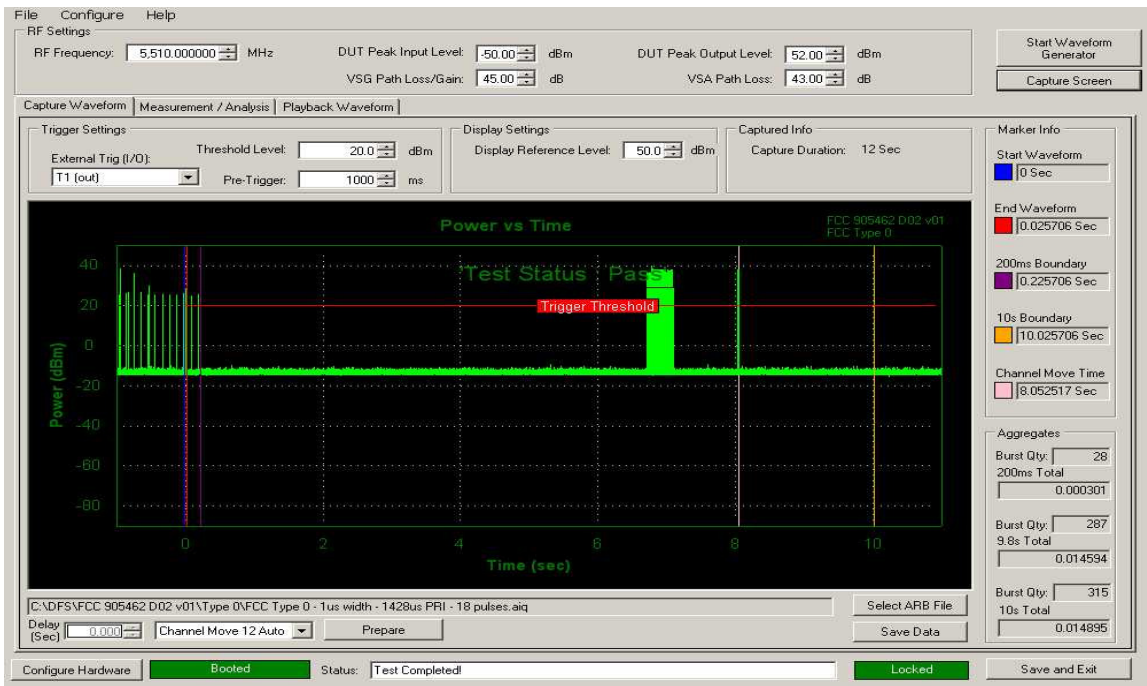 File Configure Help
RF Settings
RF Frequency: 5,510.000000 MHz
DUT Peak Input Level: -50.00 dBm
DUT Peak Output Level: 52.00 dBm
VSG Path Loss/Gain: 45.00 dB
VSA Path Loss: 43.00 dB
Start Waveform Generator
Capture Screen
Capture Waveform Measurement / Analysis Playback Waveform
Trigger Settings
External Trig (I/O):
T1 (out)
Threshold Level: 20.0 dBm
Pre-Trigger: 1000 ms
Display Settings
Display Reference Level: 50.0 dBm
Captured Info
Capture Duration: 12 Sec
Power vs Time
FCC 905462 D02 v01
FCC Type 0
'Test Status : Pass'
Trigger Threshold
40
20
0
-20
-40
-60
-80
Power (dBm)
0 2 4 6 8 10
Time (sec)
Marker Info
Start Waveform
0 Sec
End Waveform
0.025706 Sec
200ms Boundary
0.225706 Sec
10s Boundary
10.025706 Sec
Channel Move Time
8.052517 Sec
Aggregates
Burst Qty: 28
200ms Total
0.000301
Burst Qty: 287
9.8s Total
0.014594
Burst Qty: 315
10s Total
0.014895
C:\DFS\FCC 905462 D02 v01\Type 0\FCC Type 0 - 1us width - 1428us PRI - 18 pulses.aiq
Select ARB File
Delay (Sec) 0.000
Channel Move 12 Auto
Prepare
Save Data
Configure Hardware
Booted
Status: Test Completed!
Locked
Save and Exit